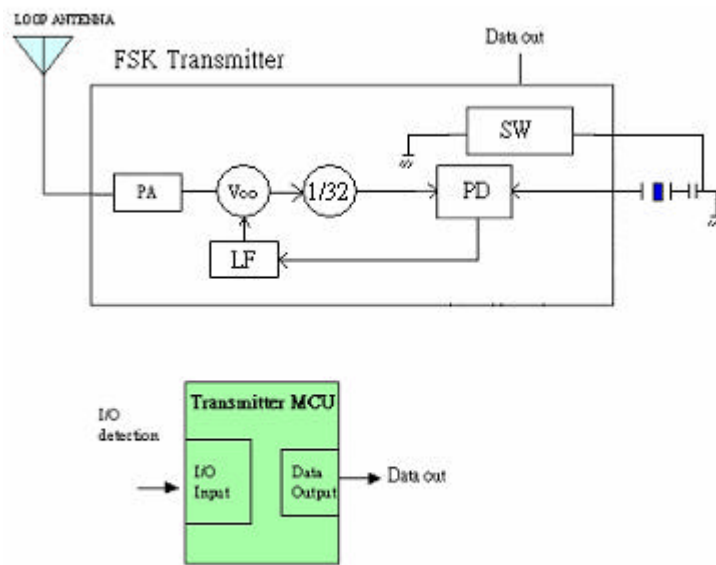 LOOP ANTENNA
Data out
FSK Transmitter
SW
PA
Vco
1/32
PD
LF
Transmitter MCU
I/O
detection
I/O
Input
Data
Output
Data out